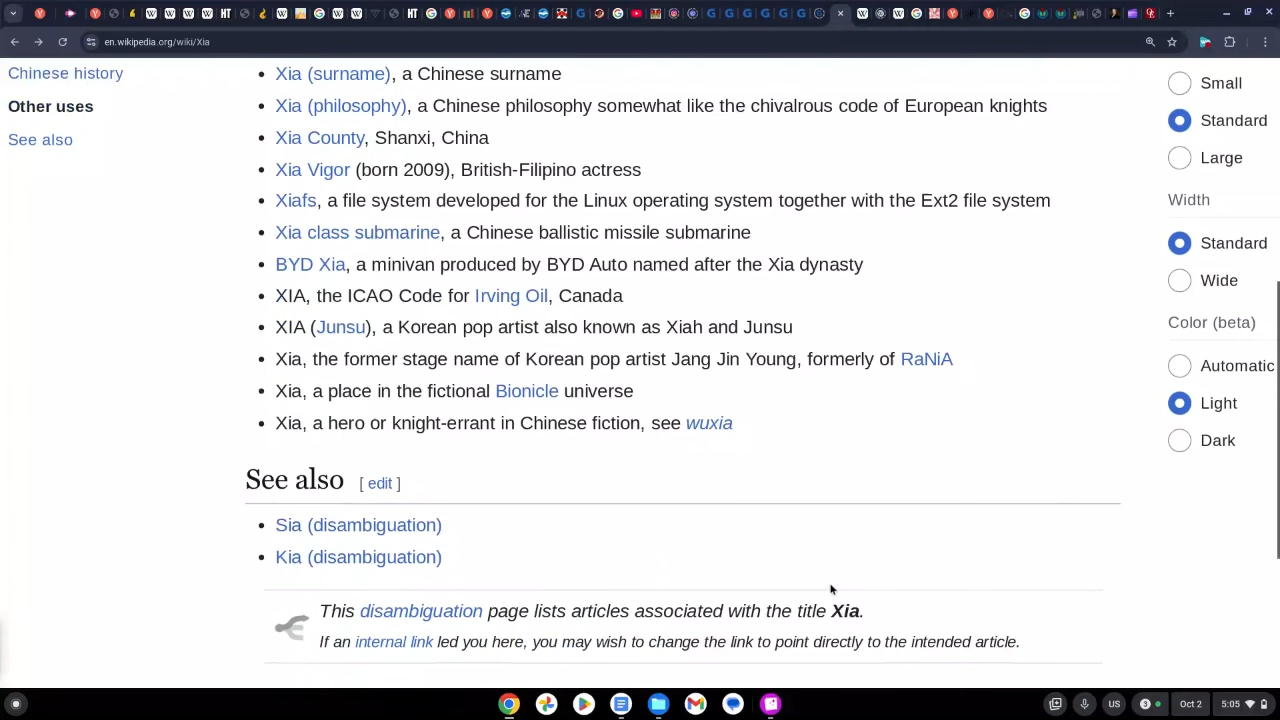 en.wikipedia.org/wiki/Xia
Chinese history
Other uses
See also
Xia (surname), a Chinese surname
Xia (philosophy), a Chinese philosophy somewhat like the chivalrous code of European knights
Xia County, Shanxi, China
Xia Vigor (born 2009), British-Filipino actress
Xiafs, a file system developed for the Linux operating system together with the Ext2 file system
Xia class submarine, a Chinese ballistic missile submarine
BYD Xia, a minivan produced by BYD Auto named after the Xia dynasty
XIA, the ICAO Code for Irving Oil, Canada
XIA (Junsu), a Korean pop artist also known as Xiah and Junsu
Xia, the former stage name of Korean pop artist Jang Jin Young, formerly of RaNiA
Xia, a place in the fictional Bionicle universe
Xia, a hero or knight-errant in Chinese fiction, see wuxia
See also [ edit ]
Sia (disambiguation)
Kia (disambiguation)
This disambiguation page lists articles associated with the title Xia.
If an internal link led you here, you may wish to change the link to point directly to the intended article.
Small
Standard
Large
Width
Standard
Wide
Color (beta)
Automatic
Light
Dark
US
3
Oct 2
5:05